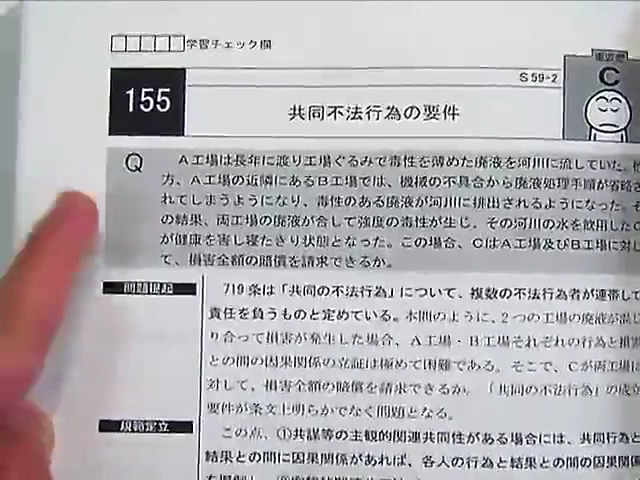 学習チェック欄
S 59-2
155
共同不法行為の要件
C
Q
A工場は長年に渡り工場ぐるみで毒性を薄めた廃液を河川に流していた。
方、A工場の近隣にあるB工場では、機械の不具合から廃液処理手順が省略
れてしまうようになり、毒性のある廃液が河川に排出されるようになった。そ
の結果、両工場の廃液が合して強度の毒性が生じ、その河川の水を飲用したC
が健康を害し寝たきり状態となった。この場合、CはA工場及びB工場に対し
て、損害全額の賠償を請求できるか。
問題提起
719条は「共同の不法行為」について、複数の不法行為者が連帯して
責任を負うものと定めている。本問のように、2つの工場の廃液が混じ
り合って損害が発生した場合、A工場・B工場それぞれの行為と損害
との間の因果関係の立証は極めて困難である。そこで、Cが両工場に
対して、損害全額の賠償を請求できるか。「共同の不法行為」の成立
要件が条文上明らかでなく問題となる。
規範定立
この点、①共謀等の主観的関連共同性がある場合には、共同行為と
結果との間に因果関係があれば、各人の行為と結果との間の因果関係